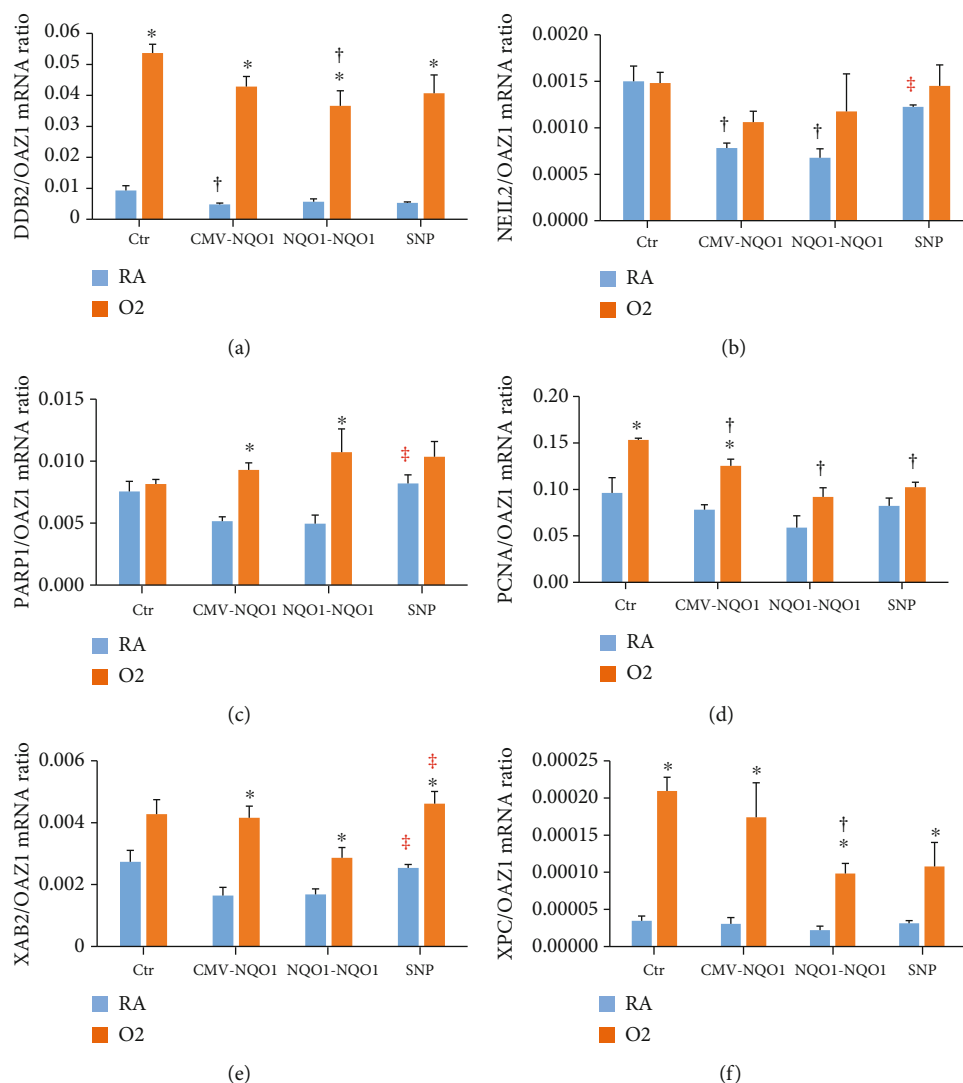 DDB2/OAZ1 mRNA ratio
0.06
0.05
0.04
0.03
0.02
0.01
0
*
†
*
†
*
*
Ctr CMV-NQO1 NQO1-NQO1 SNP
RA
O2
(a)
NEIL2/OAZ1 mRNA ratio
0.0020
0.0015
0.0010
0.0005
0.0000
†
†
‡
Ctr CMV-NQO1 NQO1-NQO1 SNP
RA
O2
(b)
PARP1/OAZ1 mRNA ratio
0.015
0.010
0.005
0.000
*
*
‡
Ctr CMV-NQO1 NQO1-NQO1 SNP
RA
O2
(c)
PCNA/OAZ1 mRNA ratio
0.20
0.15
0.10
0.05
0.00
*
†
*
†
†
Ctr CMV-NQO1 NQO1-NQO1 SNP
RA
O2
(d)
XAB2/OAZ1 mRNA ratio
0.006
0.004
0.002
0
*
*
‡
‡
*
Ctr CMV-NQO1 NQO1-NQO1 SNP
RA
O2
(e)
XPC/OAZ1 mRNA ratio
0.00025
0.00020
0.00015
0.00010
0.00005
0.00000
*
*
†
*
*
Ctr CMV-NQO1 NQO1-NQO1 SNP
RA
O2
(f)